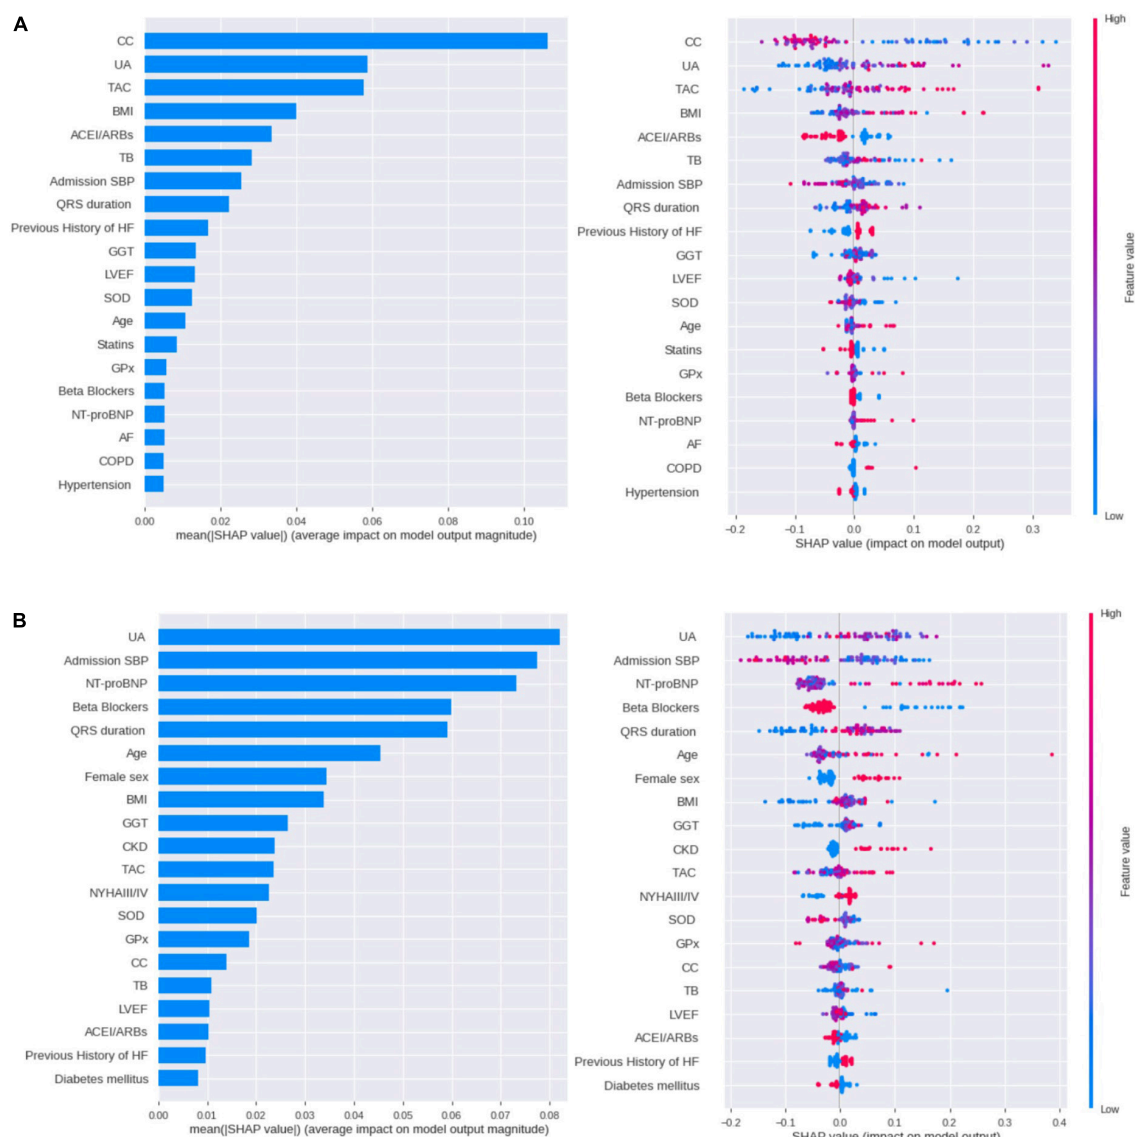 A
CC
UA
TAC
BMI
ACEI/ARBs
TB
Admission SBP
QRS duration
Previous History of HF
GGT
LVEF
SOD
Age
Statins
GPx
Beta Blockers
NT-proBNP
AF
COPD
Hypertension
0.00 0.02 0.04 0.06 0.08 0.10
mean(|SHAP value|) (average impact on model output magnitude)
CC
UA
TAC
BMI
ACEI/ARBs
TB
Admission SBP
QRS duration
Previous History of HF
GGT
LVEF
SOD
Age
Statins
GPx
Beta Blockers
NT-proBNP
AF
COPD
Hypertension
−0.2 −0.1 0.0 0.1 0.2 0.3
SHAP value (impact on model output)
High
Feature value
Low
B
UA
Admission SBP
NT-proBNP
Beta Blockers
QRS duration
Age
Female sex
BMI
GGT
CKD
TAC
NYHAIII/IV
SOD
GPx
CC
TB
LVEF
ACEI/ARBs
Previous History of HF
Diabetes mellitus
0.00 0.01 0.02 0.03 0.04 0.05 0.06 0.07 0.08
mean(|SHAP value|) (average impact on model output magnitude)
UA
Admission SBP
NT-proBNP
Beta Blockers
QRS duration
Age
Female sex
BMI
GGT
CKD
TAC
NYHAIII/IV
SOD
GPx
CC
TB
LVEF
ACEI/ARBs
Previous History of HF
Diabetes mellitus
−0.2 −0.1 0.0 0.1 0.2 0.3 0.4
SHAP value (impact on model output)
High
Feature value
Low